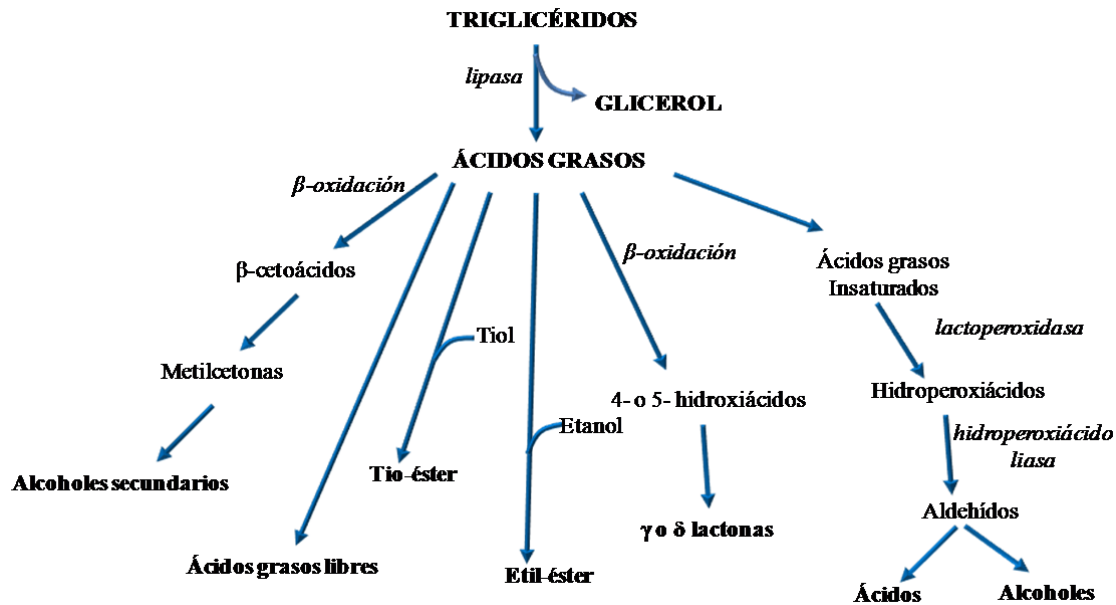 TRIGLICÉRIDOS
lipasa
GLICEROL
ÁCIDOS GRASOS
β-oxidación
β-oxidación
β-cetoácidos
Ácidos grasos
Insaturados
lactoperoxidasa
Tiol
Metilcetonas
Hidroperoxiácidos
4- o 5- hidroxiácidos
Etanol
hidroperoxiácido
liasa
Tio-éster
Alcoholes secundarios
Aldehídos
γ o δ lactonas
Ácidos grasos libres
Etil-éster
Ácidos
Alcoholes